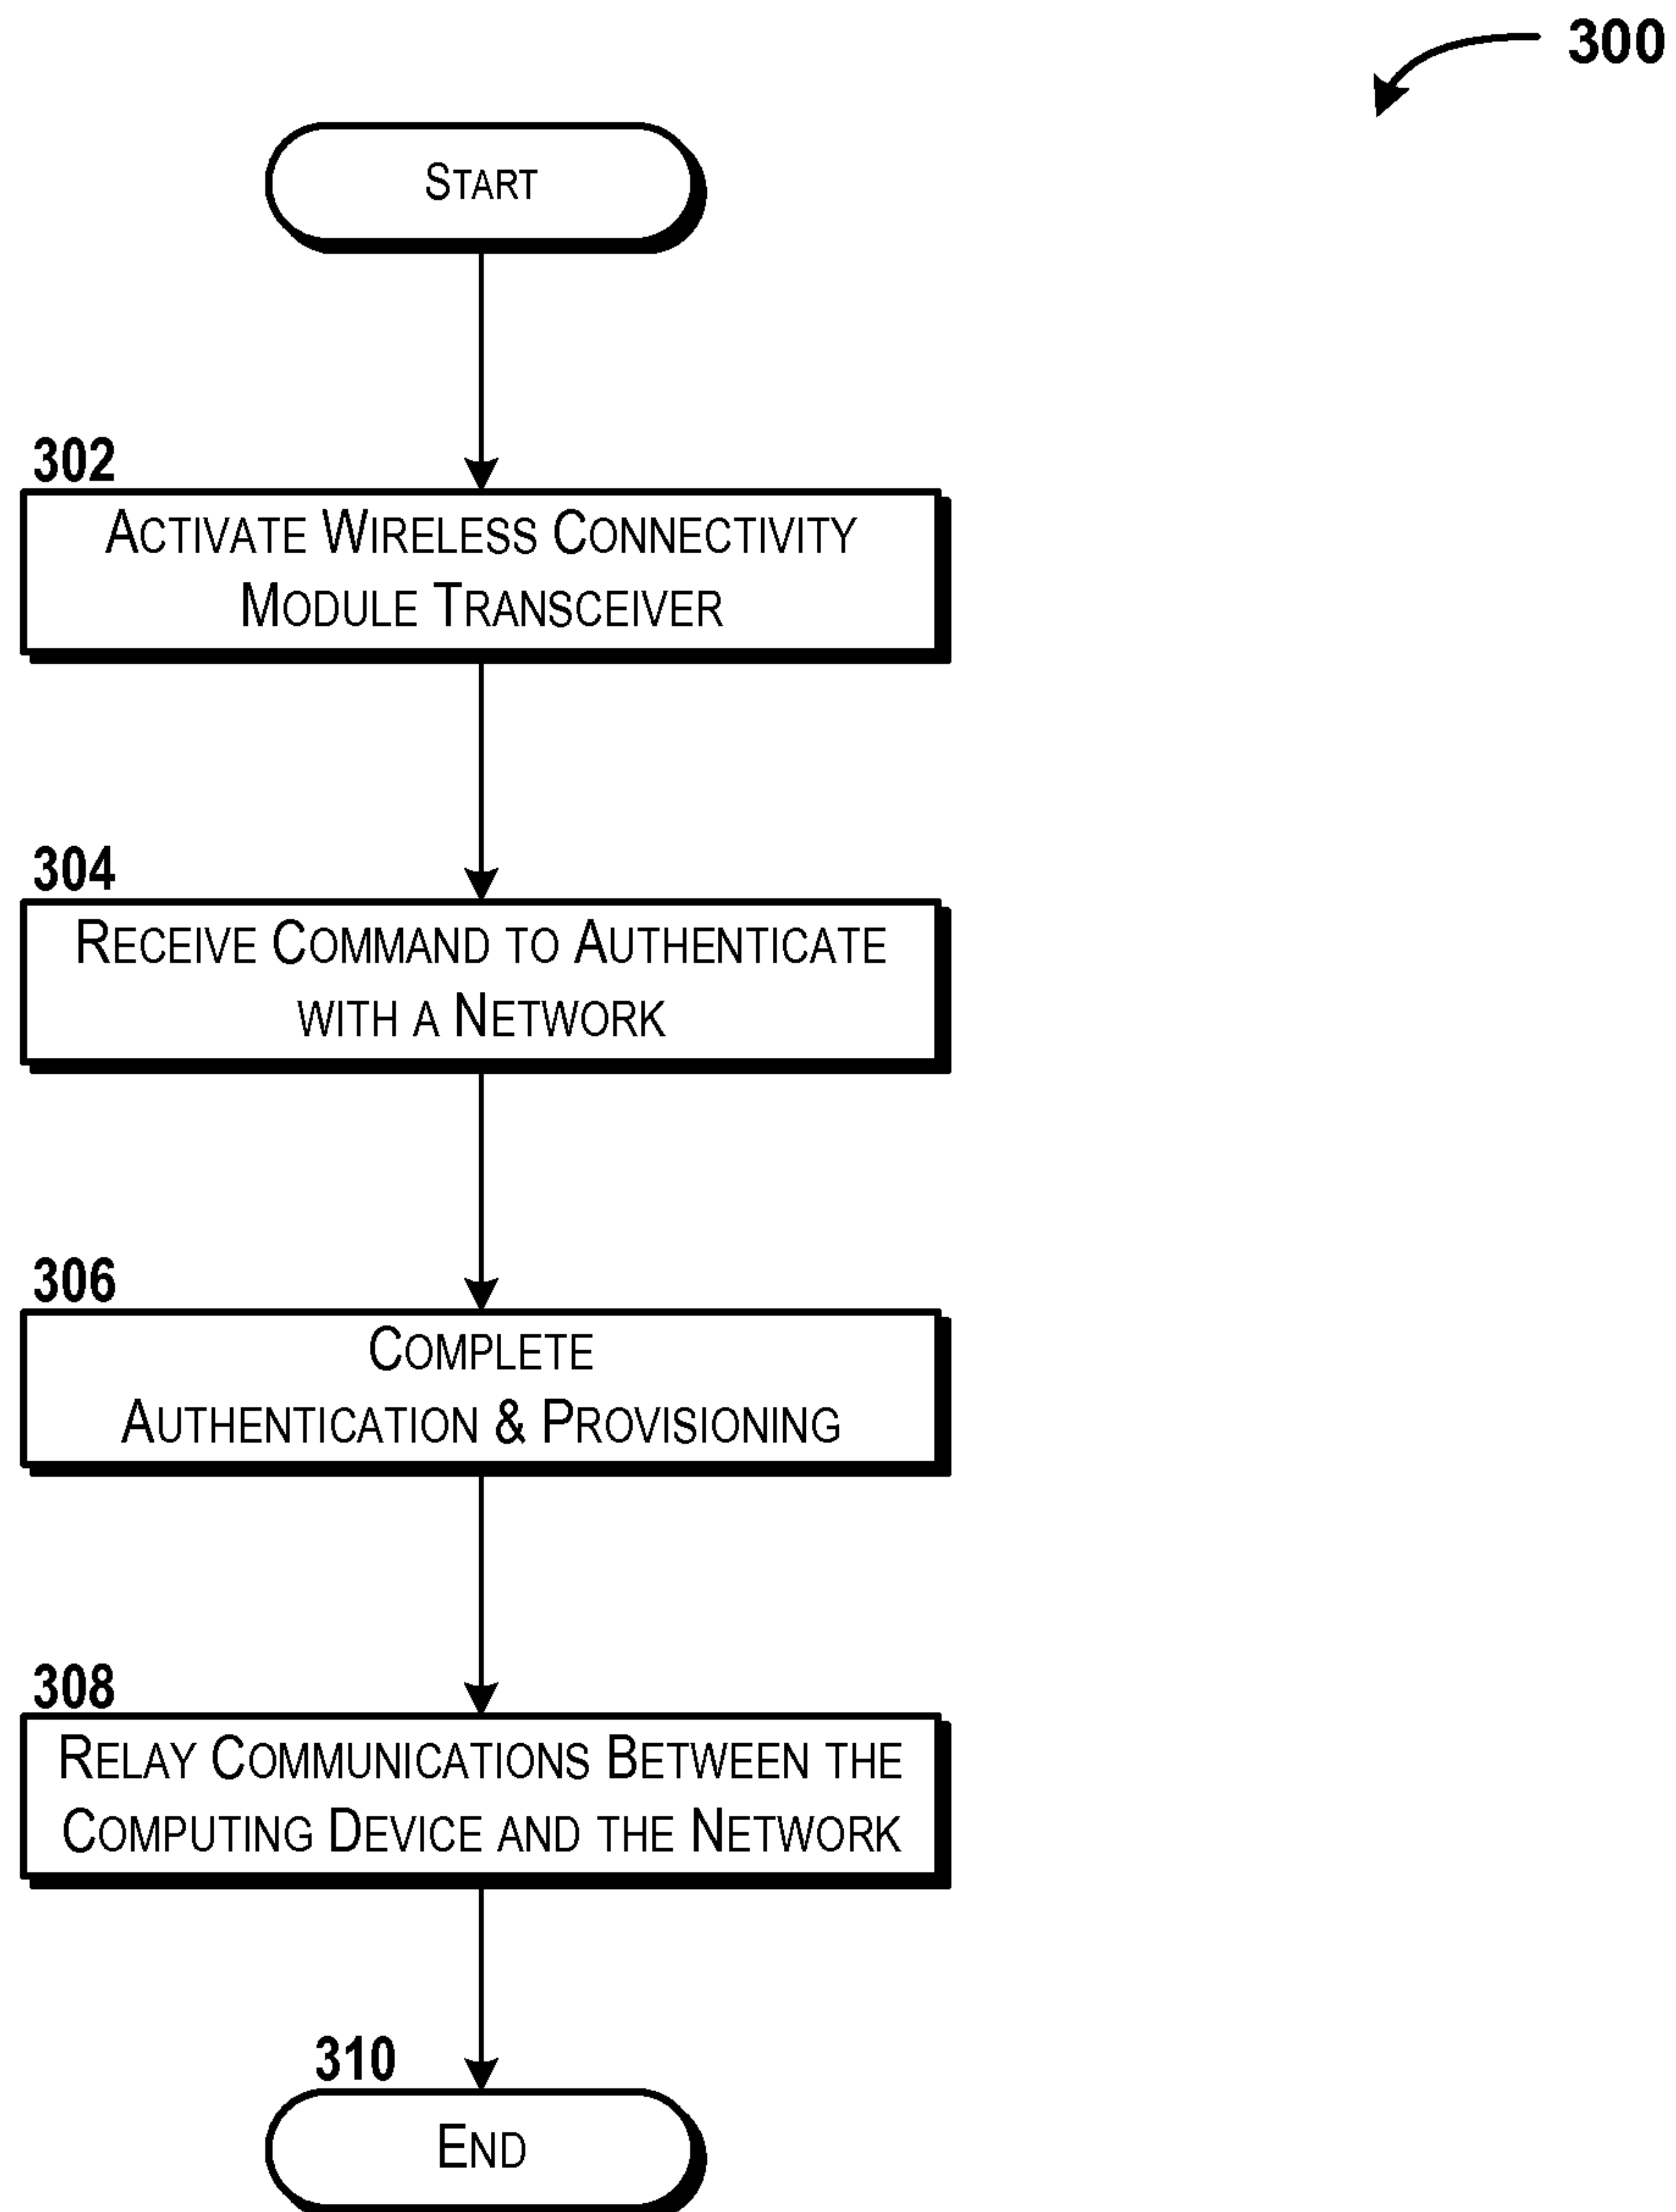 300
START
302
ACTIVATE WIRELESS CONNECTIVITY
MODULE TRANSCEIVER
304
RECEIVE COMMAND TO AUTHENTICATE
WITH A NETWORK
306
COMPLETE
AUTHENTICATION & PROVISIONING
308
RELAY COMMUNICATIONS BETWEEN THE
COMPUTING DEVICE AND THE NETWORK
310
END